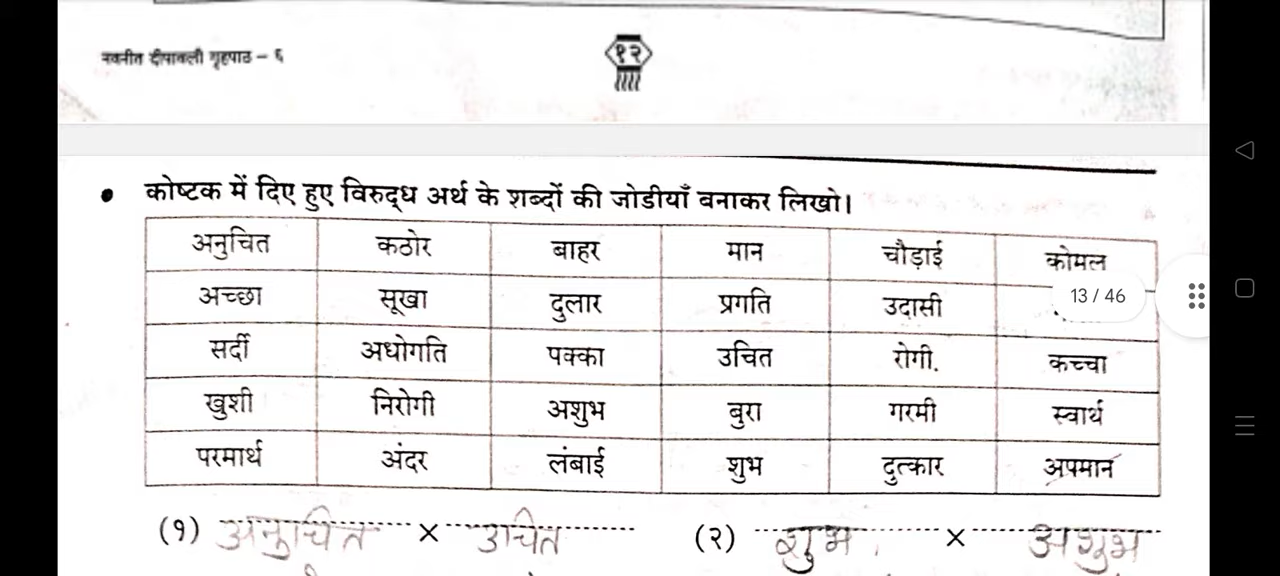 नवनीत दीपावली गृहपाठ – ६
१२
• कोष्टक में दिए हुए विरुद्ध अर्थ के शब्दों की जोडीयाँ बनाकर लिखो।
अनुचित कठोर बाहर मान चौड़ाई कोमल
अच्छा सूखा दुलार प्रगति उदासी
13 / 46
सर्दी अधोगति पक्का उचित रोगी. कच्चा
खुशी निरोगी अशुभ बुरा गरमी स्वार्थ
परमार्थ अंदर लंबाई शुभ दुत्कार अपमान
(१) अनुचित × उचित (२) शुभ × अशुभ